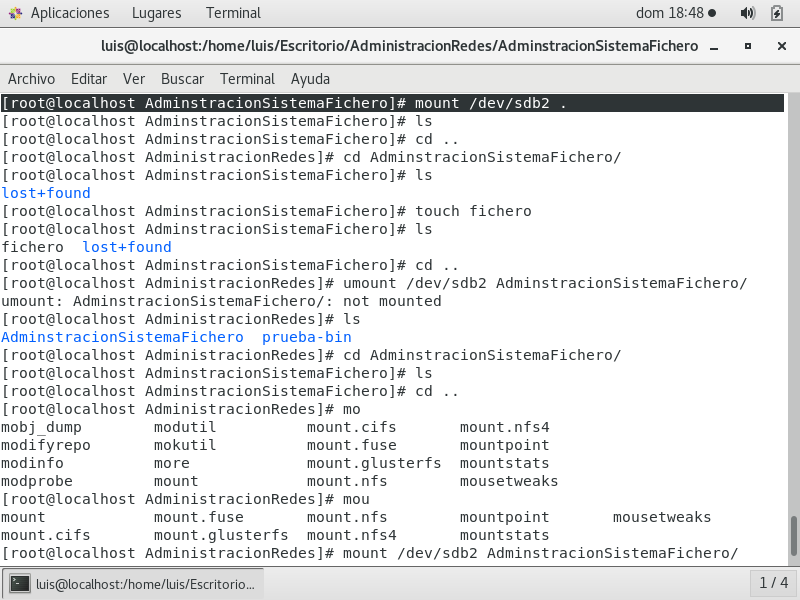 Aplicaciones Lugares Terminal dom 18:48
luis@localhost:/home/luis/Escritorio/AdministracionRedes/AdminstracionSistemaFichero
Archivo Editar Ver Buscar Terminal Ayuda
[root@localhost AdminstracionSistemaFichero]# mount /dev/sdb2 .
[root@localhost AdminstracionSistemaFichero]# ls
[root@localhost AdminstracionSistemaFichero]# cd ..
[root@localhost AdministracionRedes]# cd AdminstracionSistemaFichero/
[root@localhost AdminstracionSistemaFichero]# ls
lost+found
[root@localhost AdminstracionSistemaFichero]# touch fichero
[root@localhost AdminstracionSistemaFichero]# ls
fichero lost+found
[root@localhost AdminstracionSistemaFichero]# cd ..
[root@localhost AdministracionRedes]# umount /dev/sdb2 AdminstracionSistemaFichero/
umount: AdminstracionSistemaFichero/: not mounted
[root@localhost AdministracionRedes]# ls
AdminstracionSistemaFichero prueba-bin
[root@localhost AdministracionRedes]# cd AdminstracionSistemaFichero/
[root@localhost AdminstracionSistemaFichero]# ls
[root@localhost AdminstracionSistemaFichero]# cd ..
[root@localhost AdministracionRedes]# mo
mobj_dump modutil mount.cifs mount.nfs4
modifyrepo mokutil mount.fuse mountpoint
modinfo more mount.glusterfs mountstats
modprobe mount mount.nfs mousetweaks
[root@localhost AdministracionRedes]# mou
mount mount.fuse mount.nfs mountpoint mousetweaks
mount.cifs mount.glusterfs mount.nfs4 mountstats
[root@localhost AdministracionRedes]# mount /dev/sdb2 AdminstracionSistemaFichero/
luis@localhost:/home/luis/Escritorio... 1 / 4